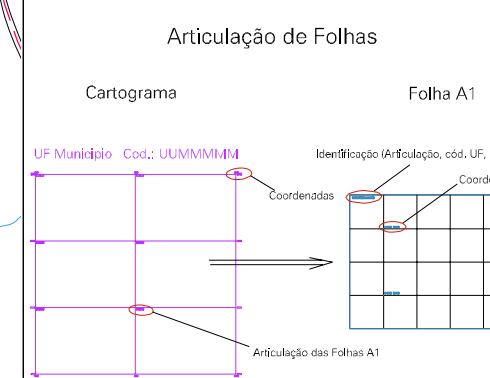 Articulação de Folhas
Cartograma
Folha A1
UF Municipio Cod.: UUMMMMM
Identificação (Articulação, cód. UF,
Coordenadas
Coord
Articulação das Folhas A1